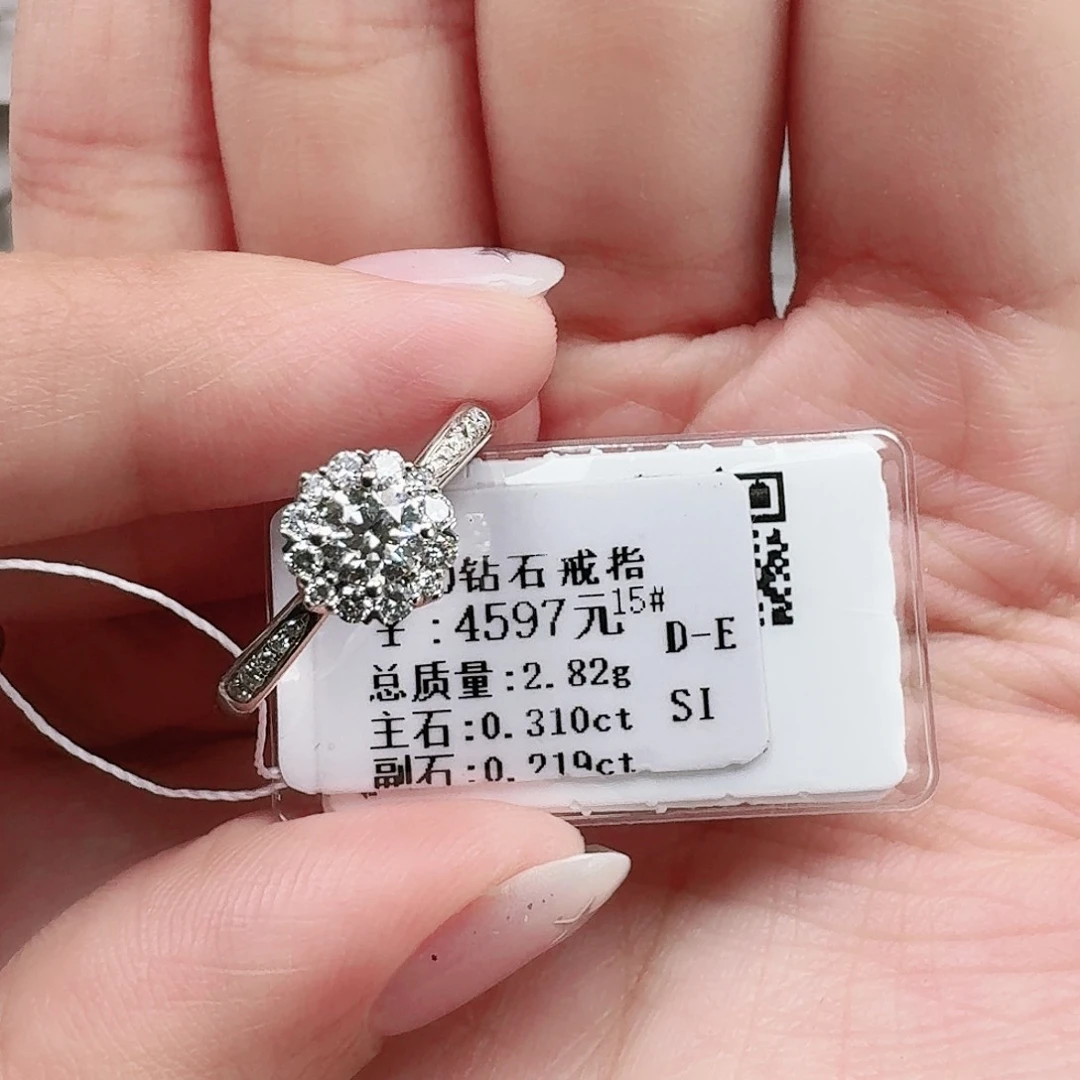 钻石戒指
:4597元15#
D-E
总质量:2.82g
主石:0.310ct
SI
副石:0.219ct